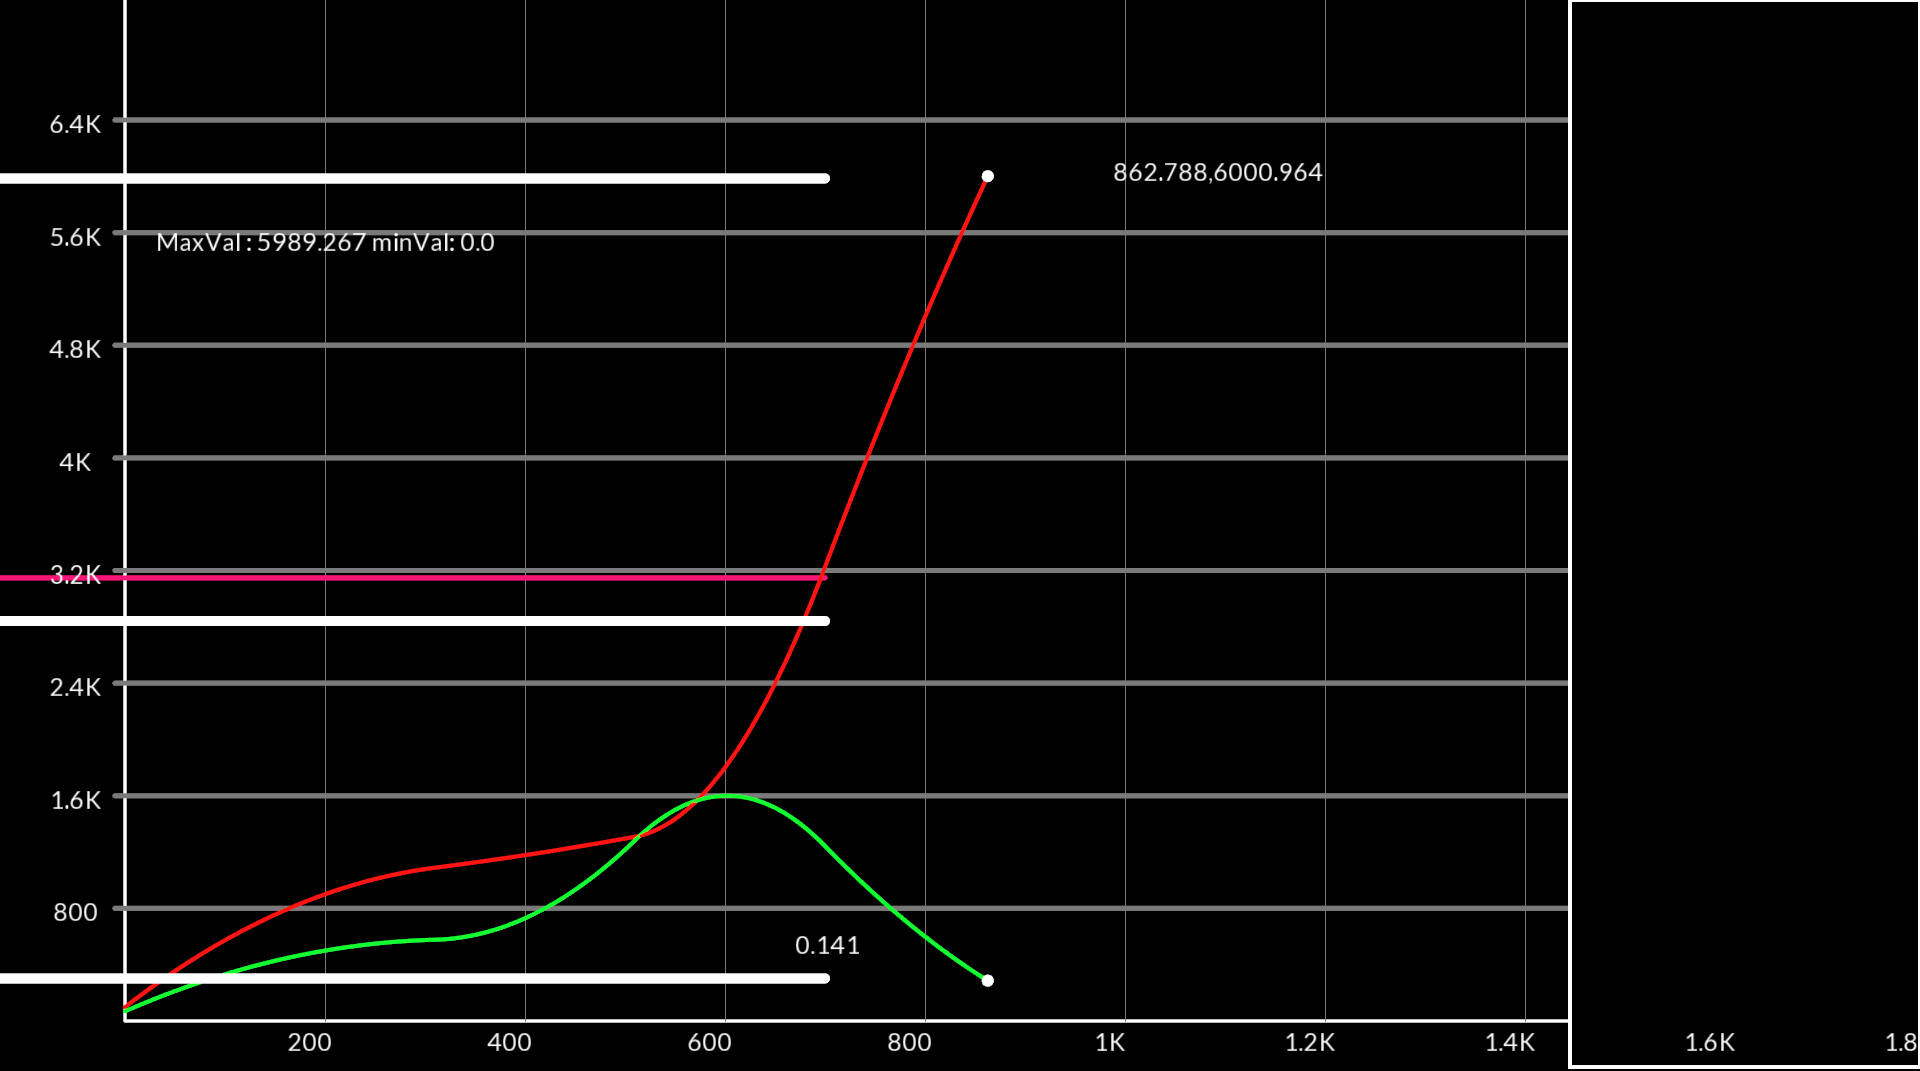 6.4K
862.788,6000.964
5.6K
MaxVal : 5989.267 minVal: 0.0
4.8K
4K
3.2K
2.4K
1.6K
800
0.141
200 400 600 800 1K 1.2K 1.4K 1.6K 1.8